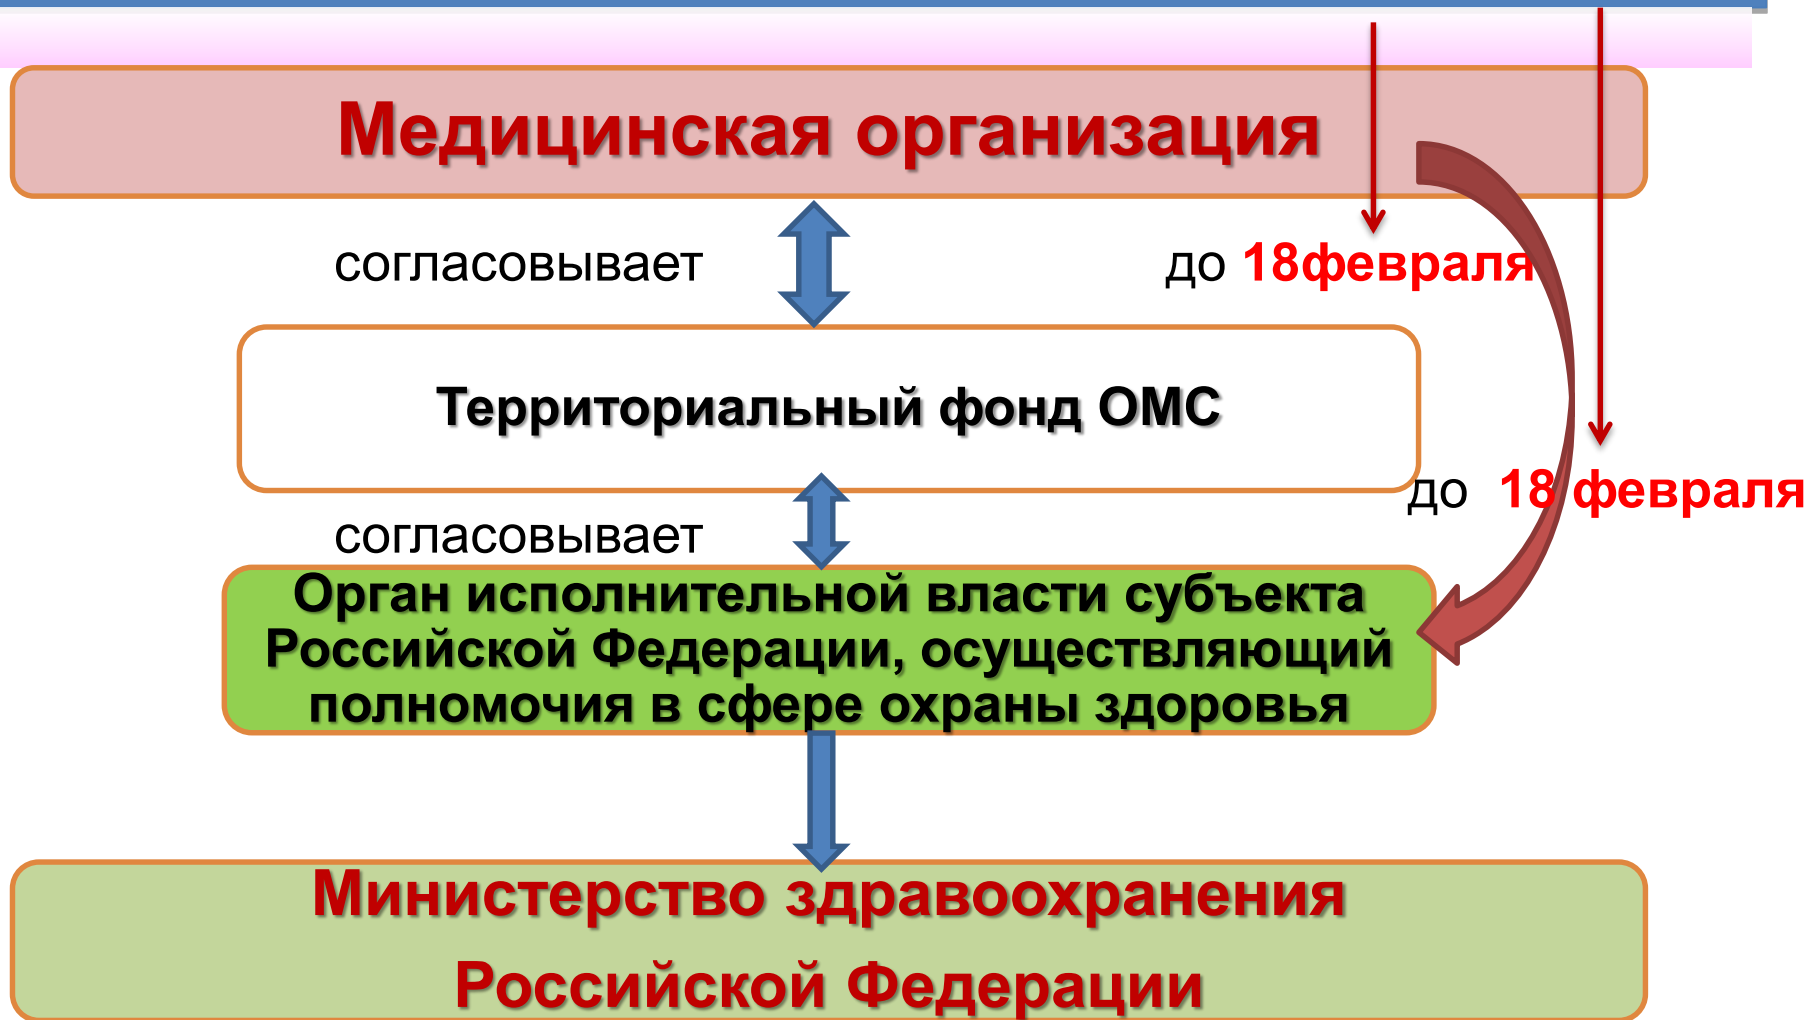 Медицинская организация
согласовывает
до 18февраля
Территориальный фонд ОМС
до 18 февраля
согласовывает
Орган исполнительной власти субъекта
Российской Федерации, осуществляющий
полномочия в сфере охраны здоровья
Министерство здравоохранения
Российской Федерации